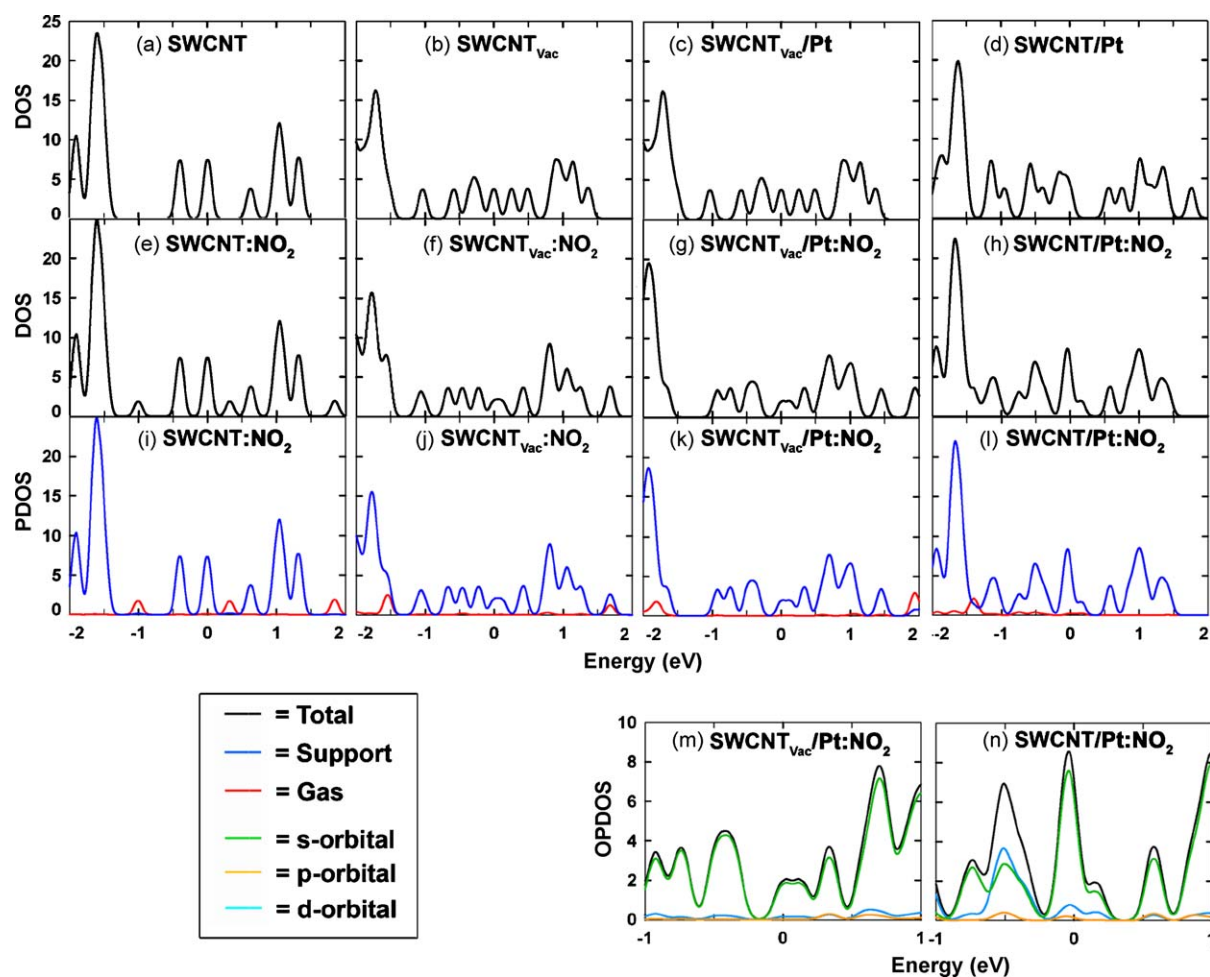 (a) SWCNT
(b) SWCNTVac
(c) SWCNTVac/Pt
(d) SWCNT/Pt
DOS
25
20
15
10
5
0
(e) SWCNT:NO2
(f) SWCNTVac:NO2
(g) SWCNTVac/Pt:NO2
(h) SWCNT/Pt:NO2
DOS
20
15
10
5
0
(i) SWCNT:NO2
(j) SWCNTVac:NO2
(k) SWCNTVac/Pt:NO2
(l) SWCNT/Pt:NO2
PDOS
20
15
10
5
0
-2 -1 0 1 2
-2 -1 0 1 2
-2 -1 0 1 2
-2 -1 0 1 2
Energy (eV)
= Total
= Support
= Gas
= s-orbital
= p-orbital
= d-orbital
(m) SWCNTVac/Pt:NO2
(n) SWCNT/Pt:NO2
OPDOS
10
8
6
4
2
0
-1 0 1
-1 0 1
Energy (eV)